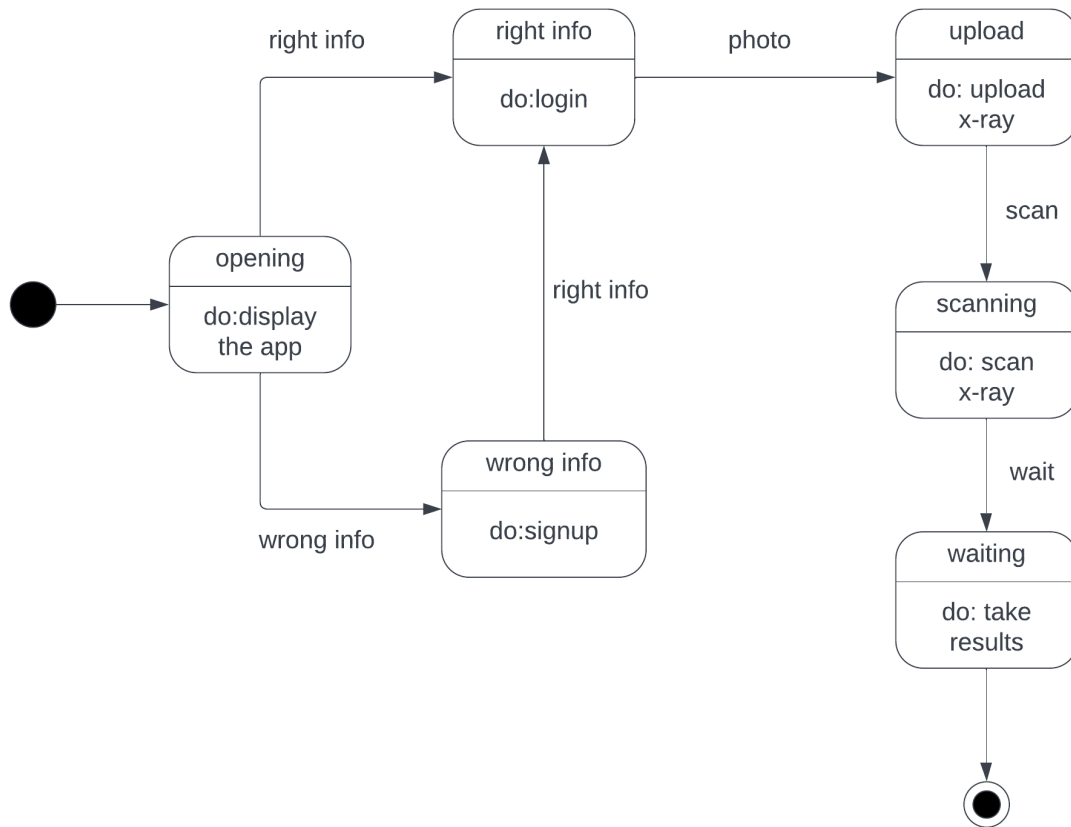 right info
right info
do:login
photo
upload
do: upload
x-ray
scan
opening
do:display
the app
right info
scanning
do: scan
x-ray
wrong info
wrong info
do:signup
wait
waiting
do: take
results